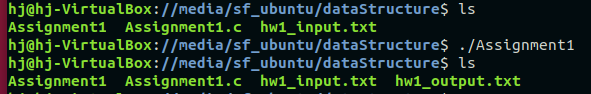 hj@hj-VirtualBox://media/sf_ubuntu/dataStructure$ ls
Assignment1  Assignment1.c  hw1_input.txt
hj@hj-VirtualBox://media/sf_ubuntu/dataStructure$ ./Assignment1
hj@hj-VirtualBox://media/sf_ubuntu/dataStructure$ ls
Assignment1  Assignment1.c  hw1_input.txt  hw1_output.txt